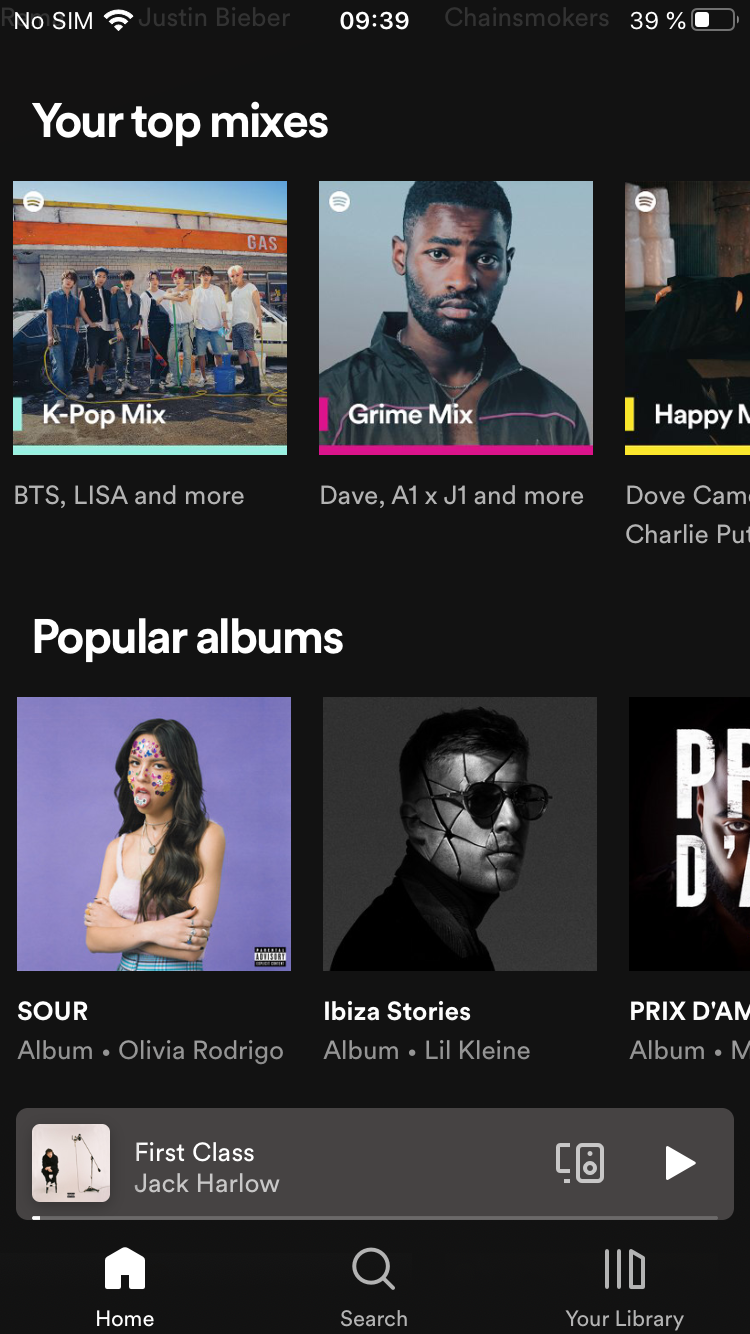 No SIM
Justin Bieber
09:39
Chainsmokers
39 %
Your top mixes
GAS
K-Pop Mix
Grime Mix
Happy M
BTS, LISA and more
Dave, A1 x J1 and more
Dove Came
Charlie Put
Popular albums
PARENTAL
ADVISORY
EXPLICIT CONTENT
PR
D'A
SOUR
Ibiza Stories
PRIX D'AM
Album • Olivia Rodrigo
Album • Lil Kleine
Album • M
First Class
Jack Harlow
Home
Search
Your Library